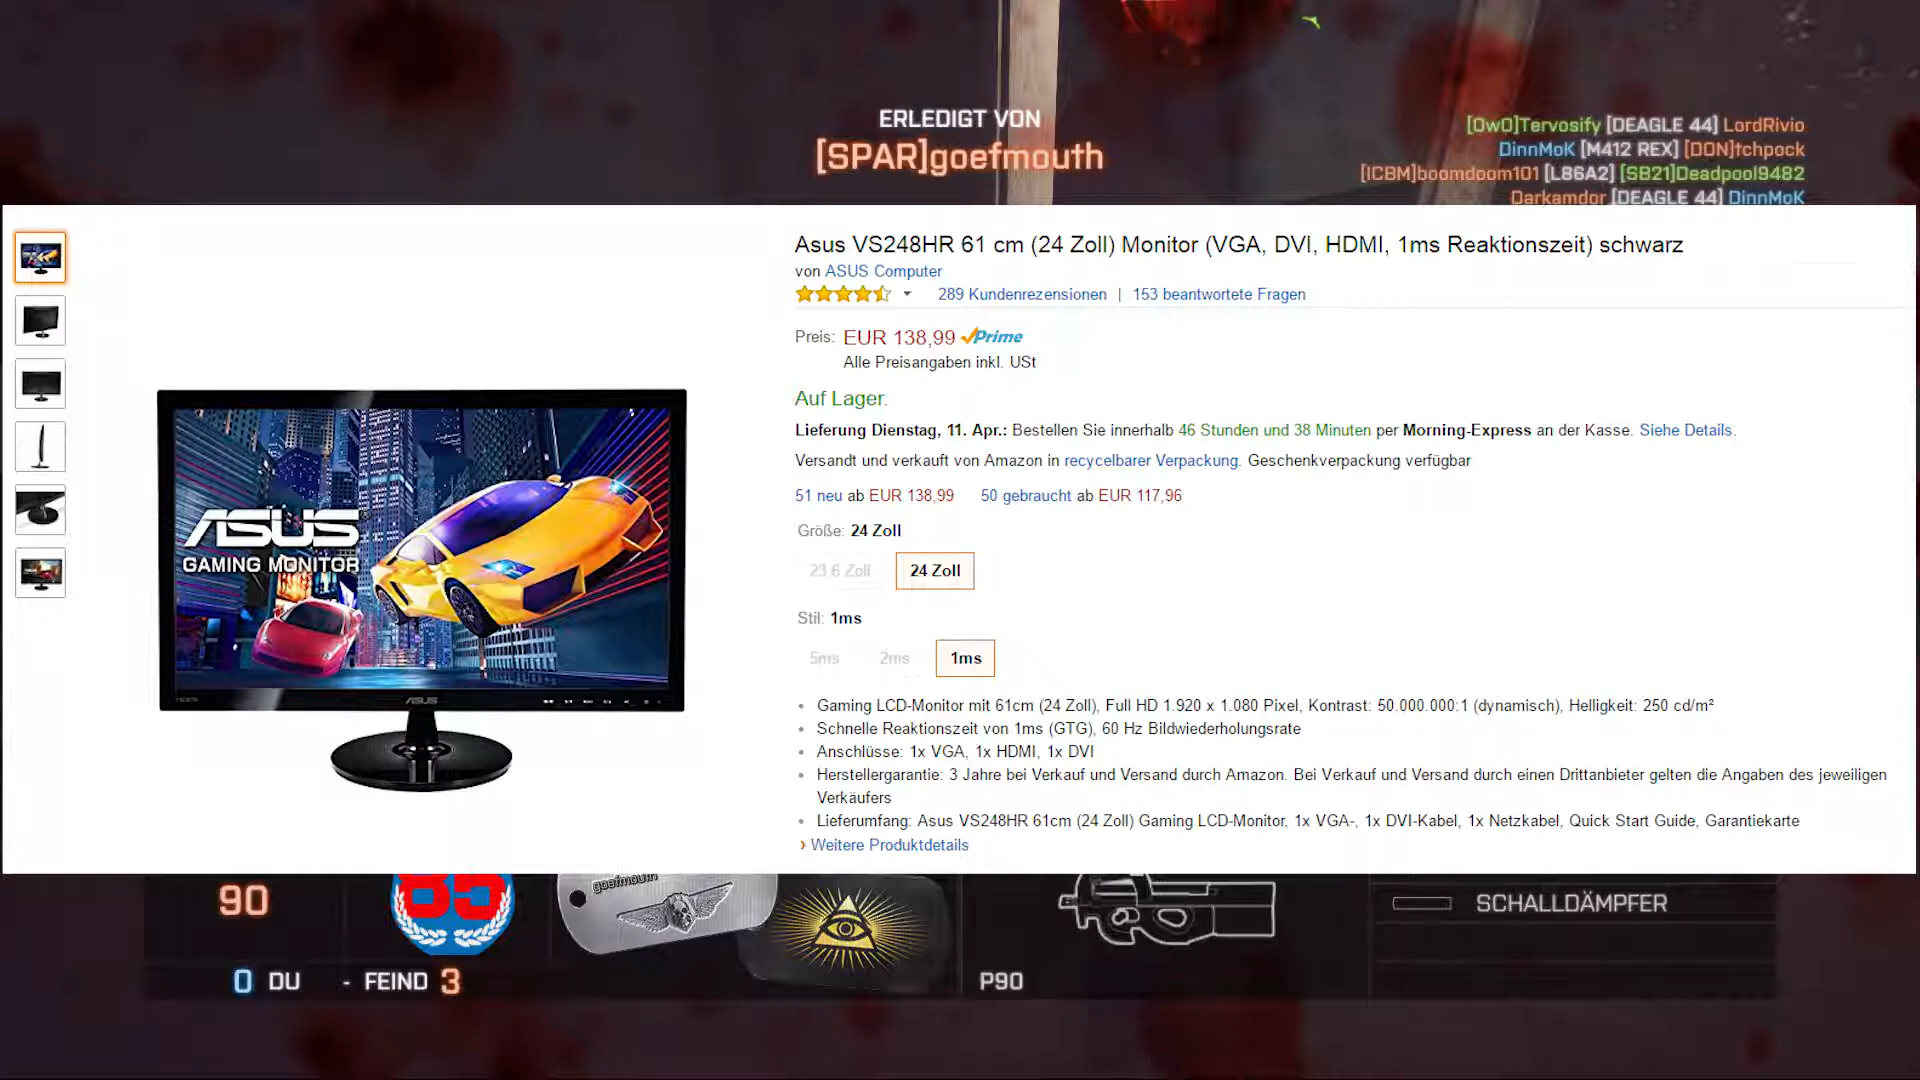 ERLEDIGT VON
[SPAR]goefmouth
[OwO]Tervosify [DEAGLE 44] LordRivio
DinnMoK [M412 REX] [DON]tchpock
[ICBM]boomdoom101 [L86A2] [SB21]Deadpool9482
Darkamdor [DEAGLE 44] DinnMoK
Asus VS248HR 61 cm (24 Zoll) Monitor (VGA, DVI, HDMI, 1ms Reaktionszeit) schwarz
von ASUS Computer
289 Kundenrezensionen | 153 beantwortete Fragen
Preis: EUR 138,99 Prime
Alle Preisangaben inkl. USt
Auf Lager.
Lieferung Dienstag, 11. Apr.: Bestellen Sie innerhalb 46 Stunden und 38 Minuten per Morning-Express an der Kasse. Siehe Details.
Versandt und verkauft von Amazon in recycelbarer Verpackung. Geschenkverpackung verfügbar
51 neu ab EUR 138,99 50 gebraucht ab EUR 117,96
Größe: 24 Zoll
23.6 Zoll 24 Zoll
Stil: 1ms
5ms 2ms 1ms
Gaming LCD-Monitor mit 61cm (24 Zoll), Full HD 1.920 x 1.080 Pixel, Kontrast: 50.000.000:1 (dynamisch), Helligkeit: 250 cd/m²
Schnelle Reaktionszeit von 1ms (GTG), 60 Hz Bildwiederholungsrate
Anschlüsse: 1x VGA, 1x HDMI, 1x DVI
Herstellergarantie: 3 Jahre bei Verkauf und Versand durch Amazon. Bei Verkauf und Versand durch einen Drittanbieter gelten die Angaben des jeweiligen
Verkäufers
Lieferumfang: Asus VS248HR 61cm (24 Zoll) Gaming LCD-Monitor, 1x VGA-, 1x DVI-Kabel, 1x Netzkabel, Quick Start Guide, Garantiekarte
› Weitere Produktdetails
ASUS
GAMING MONITOR
ASUS
90
goefmouth
SCHALLDÄMPFER
0 DU - FEIND 3
P90